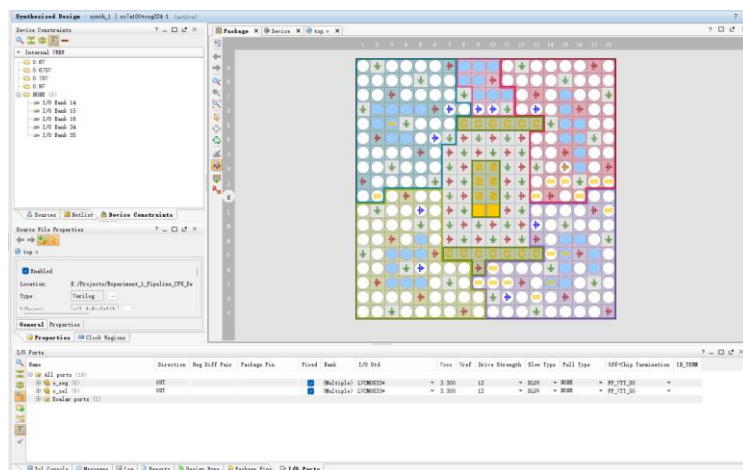 Synthesized Design - synth_1 | xc7a100tcsg324-1 (active)
Device Constraints
Internal VREF
0.6V
0.675V
0.75V
0.9V
NONE (5)
I/O Bank 14
I/O Bank 15
I/O Bank 16
I/O Bank 34
I/O Bank 35
Sources Netlist Device Constraints
Source File Properties
top.v
Enabled
Location:
Type: Verilog
General Properties
Properties Clock Regions
Package Device top.v
1 2 3 4 5 6 7 8 9 10 11 12 13 14 15 16 17 18
I/O Ports
Name Direction Neg Diff Pair Package Pin Fixed Bank I/O Std Vcco Vref Drive Strength Slew Type Pull Type Off-Chip Termination IN_TERM
All ports (18)
o_seg (8) OUT (Multiple) LVCMOS33* 3.300 12 SLOW NONE FP_VTT_50
o_sel (8) OUT (Multiple) LVCMOS33* 3.300 12 SLOW NONE FP_VTT_50
Scalar ports (2)
Tcl Console Messages Log Reports Design Runs Package Pins I/O Ports